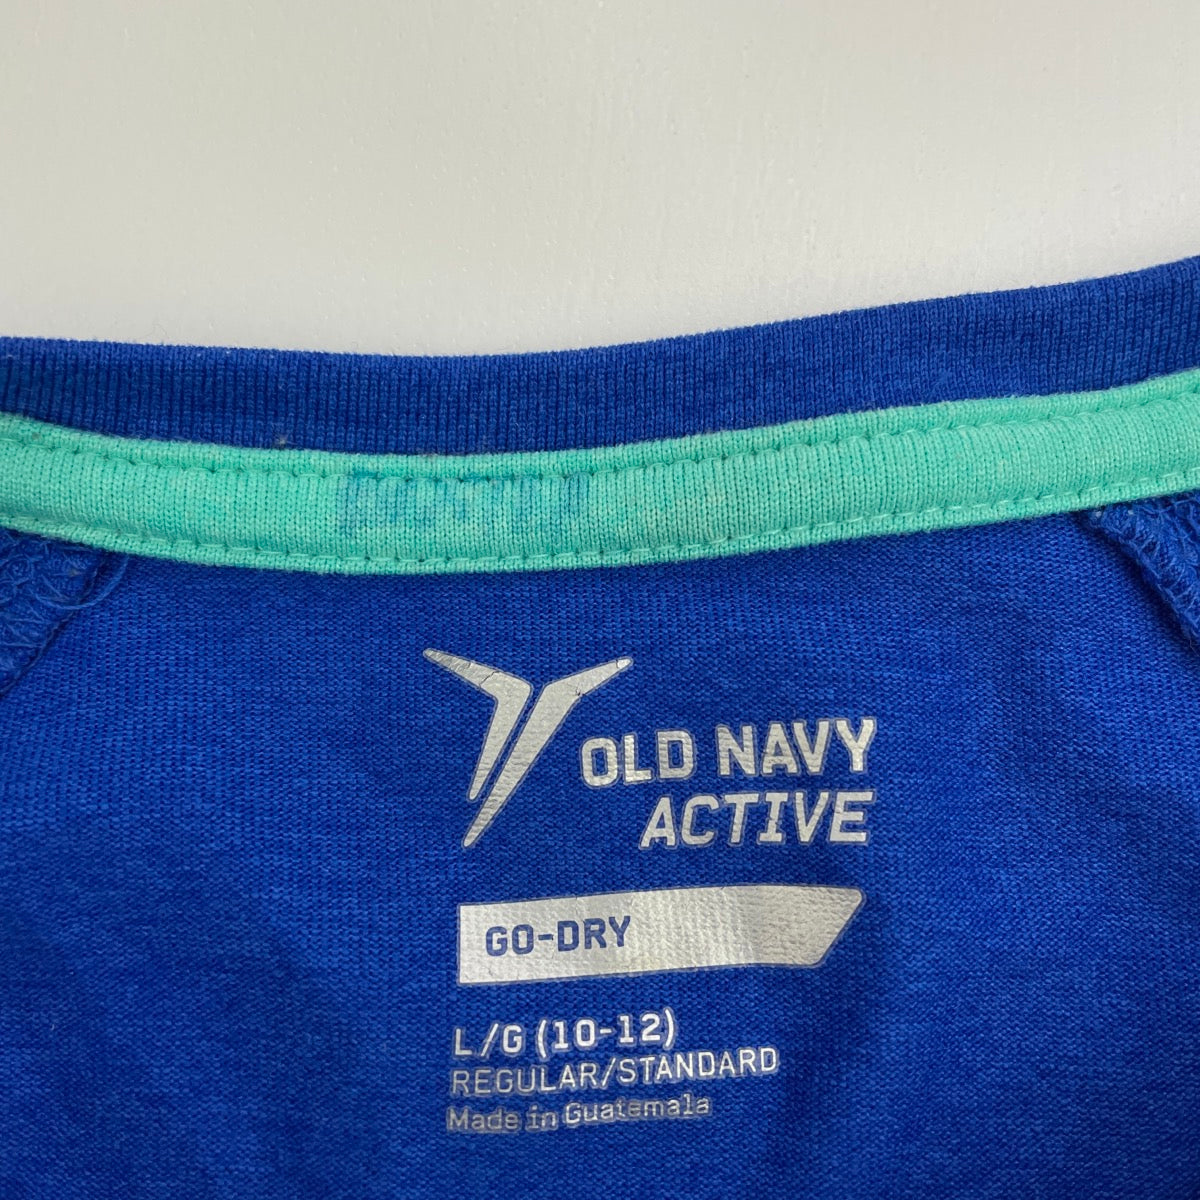 OLD NAVY
ACTIVE
GO-DRY
L/G (10-12)
REGULAR/STANDARD
Made in Guatemala